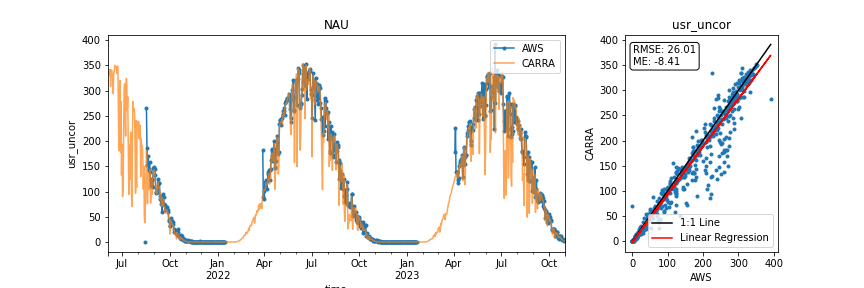 NAU
usr_uncor
400
350
300
250
200
150
100
50
0
AWS
CARRA
Jul
Oct
Jan
2022
Apr
Jul
Oct
Jan
2023
Apr
Jul
Oct
time
usr_uncor
CARRA
400
350
300
250
200
150
100
50
0
RMSE: 26.01
ME: -8.41
1:1 Line
Linear Regression
0
100
200
300
400
AWS